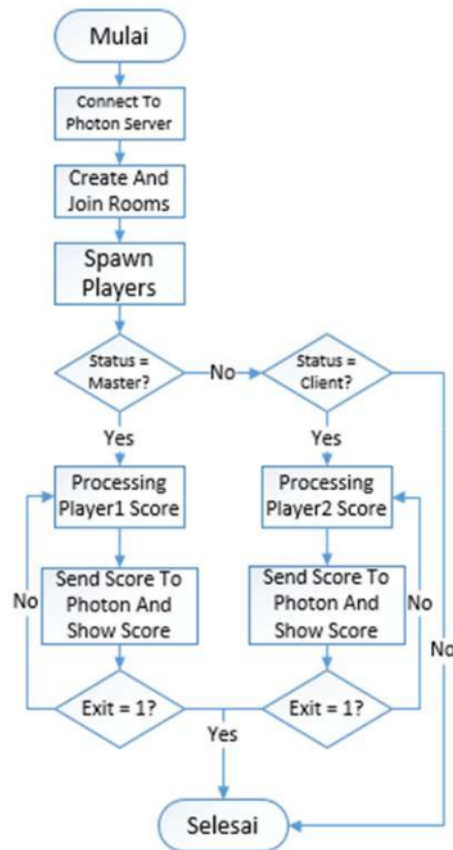 Mulai
Connect To
Photon Server
Create And
Join Rooms
Spawn
Players
Status =
Master?
No
Status =
Client?
Yes
Yes
Processing
Player1 Score
Processing
Player2 Score
No
Send Score To
Photon And
Show Score
Send Score To
Photon And
Show Score
No
No
Exit = 1?
Exit = 1?
Yes
Selesai